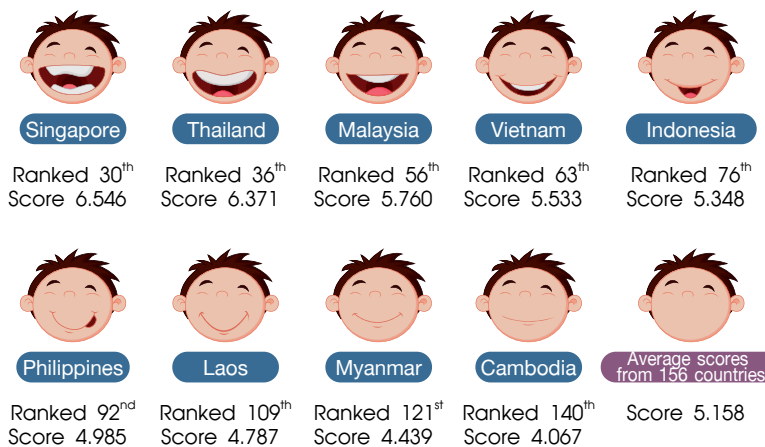 Singapore Thailand Malaysia Vietnam Indonesia
Ranked 30th Ranked 36th Ranked 56th Ranked 63th Ranked 76th
Score 6.546 Score 6.371 Score 5.760 Score 5.533 Score 5.348
Philippines Laos Myanmar Cambodia Average scores
from 156 countries
Ranked 92nd Ranked 109th Ranked 121st Ranked 140th Score 5.158
Score 4.985 Score 4.787 Score 4.439 Score 4.067